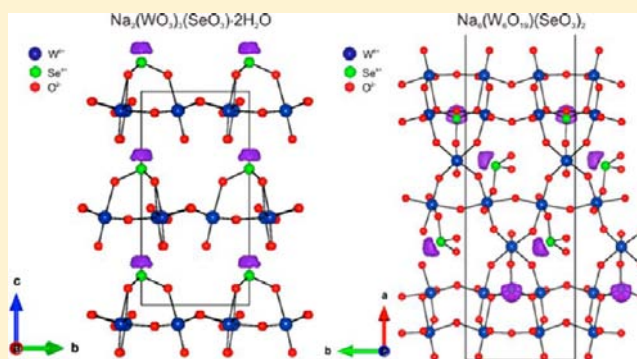 Na₂(WO₃)₃(SeO₃)·2H₂O
W⁶⁺
Se⁴⁺
O²⁻
c
b
Na₆(W₆O₁₉)(SeO₃)₂
W⁶⁺
Se⁴⁺
O²⁻
a
b